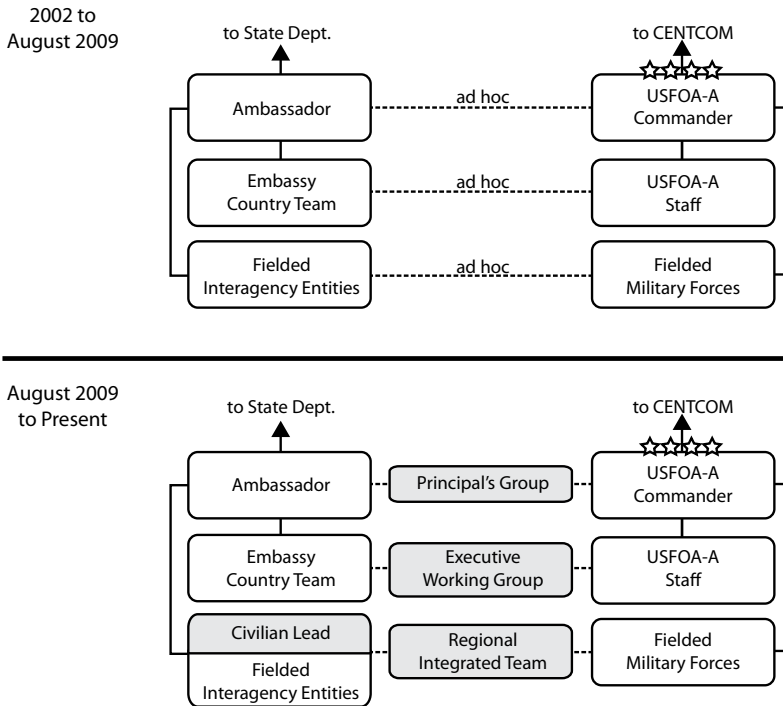 2002 to
August 2009
to State Dept.
to CENTCOM
Ambassador
ad hoc
USFOA-A
Commander
Embassy
Country Team
ad hoc
USFOA-A
Staff
Fielded
Interagency Entities
ad hoc
Fielded
Military Forces
August 2009
to Present
to State Dept.
to CENTCOM
Ambassador
Principal's Group
USFOA-A
Commander
Embassy
Country Team
Executive
Working Group
USFOA-A
Staff
Civilian Lead
Fielded
Interagency Entities
Regional
Integrated Team
Fielded
Military Forces